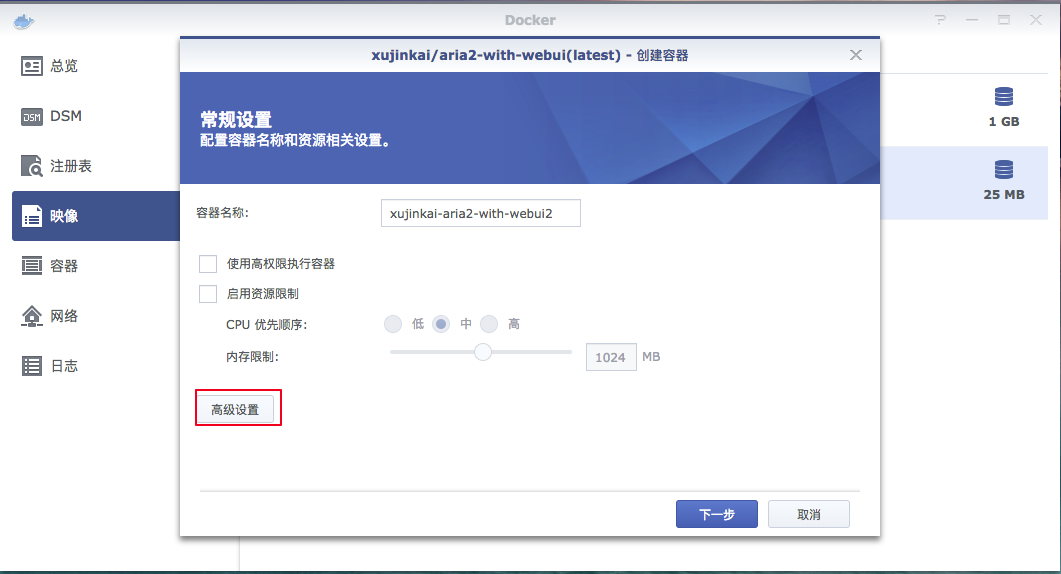 Docker
总览
DSM
DSM
注册表
映像
容器
网络
日志
1 GB
25 MB
xujinkai/aria2-with-webui(latest) - 创建容器
常规设置
配置容器名称和资源相关设置。
容器名称:
xujinkai-aria2-with-webui2
使用高权限执行容器
启用资源限制
CPU 优先顺序:
低 中 高
内存限制:
1024 MB
高级设置
下一步
取消